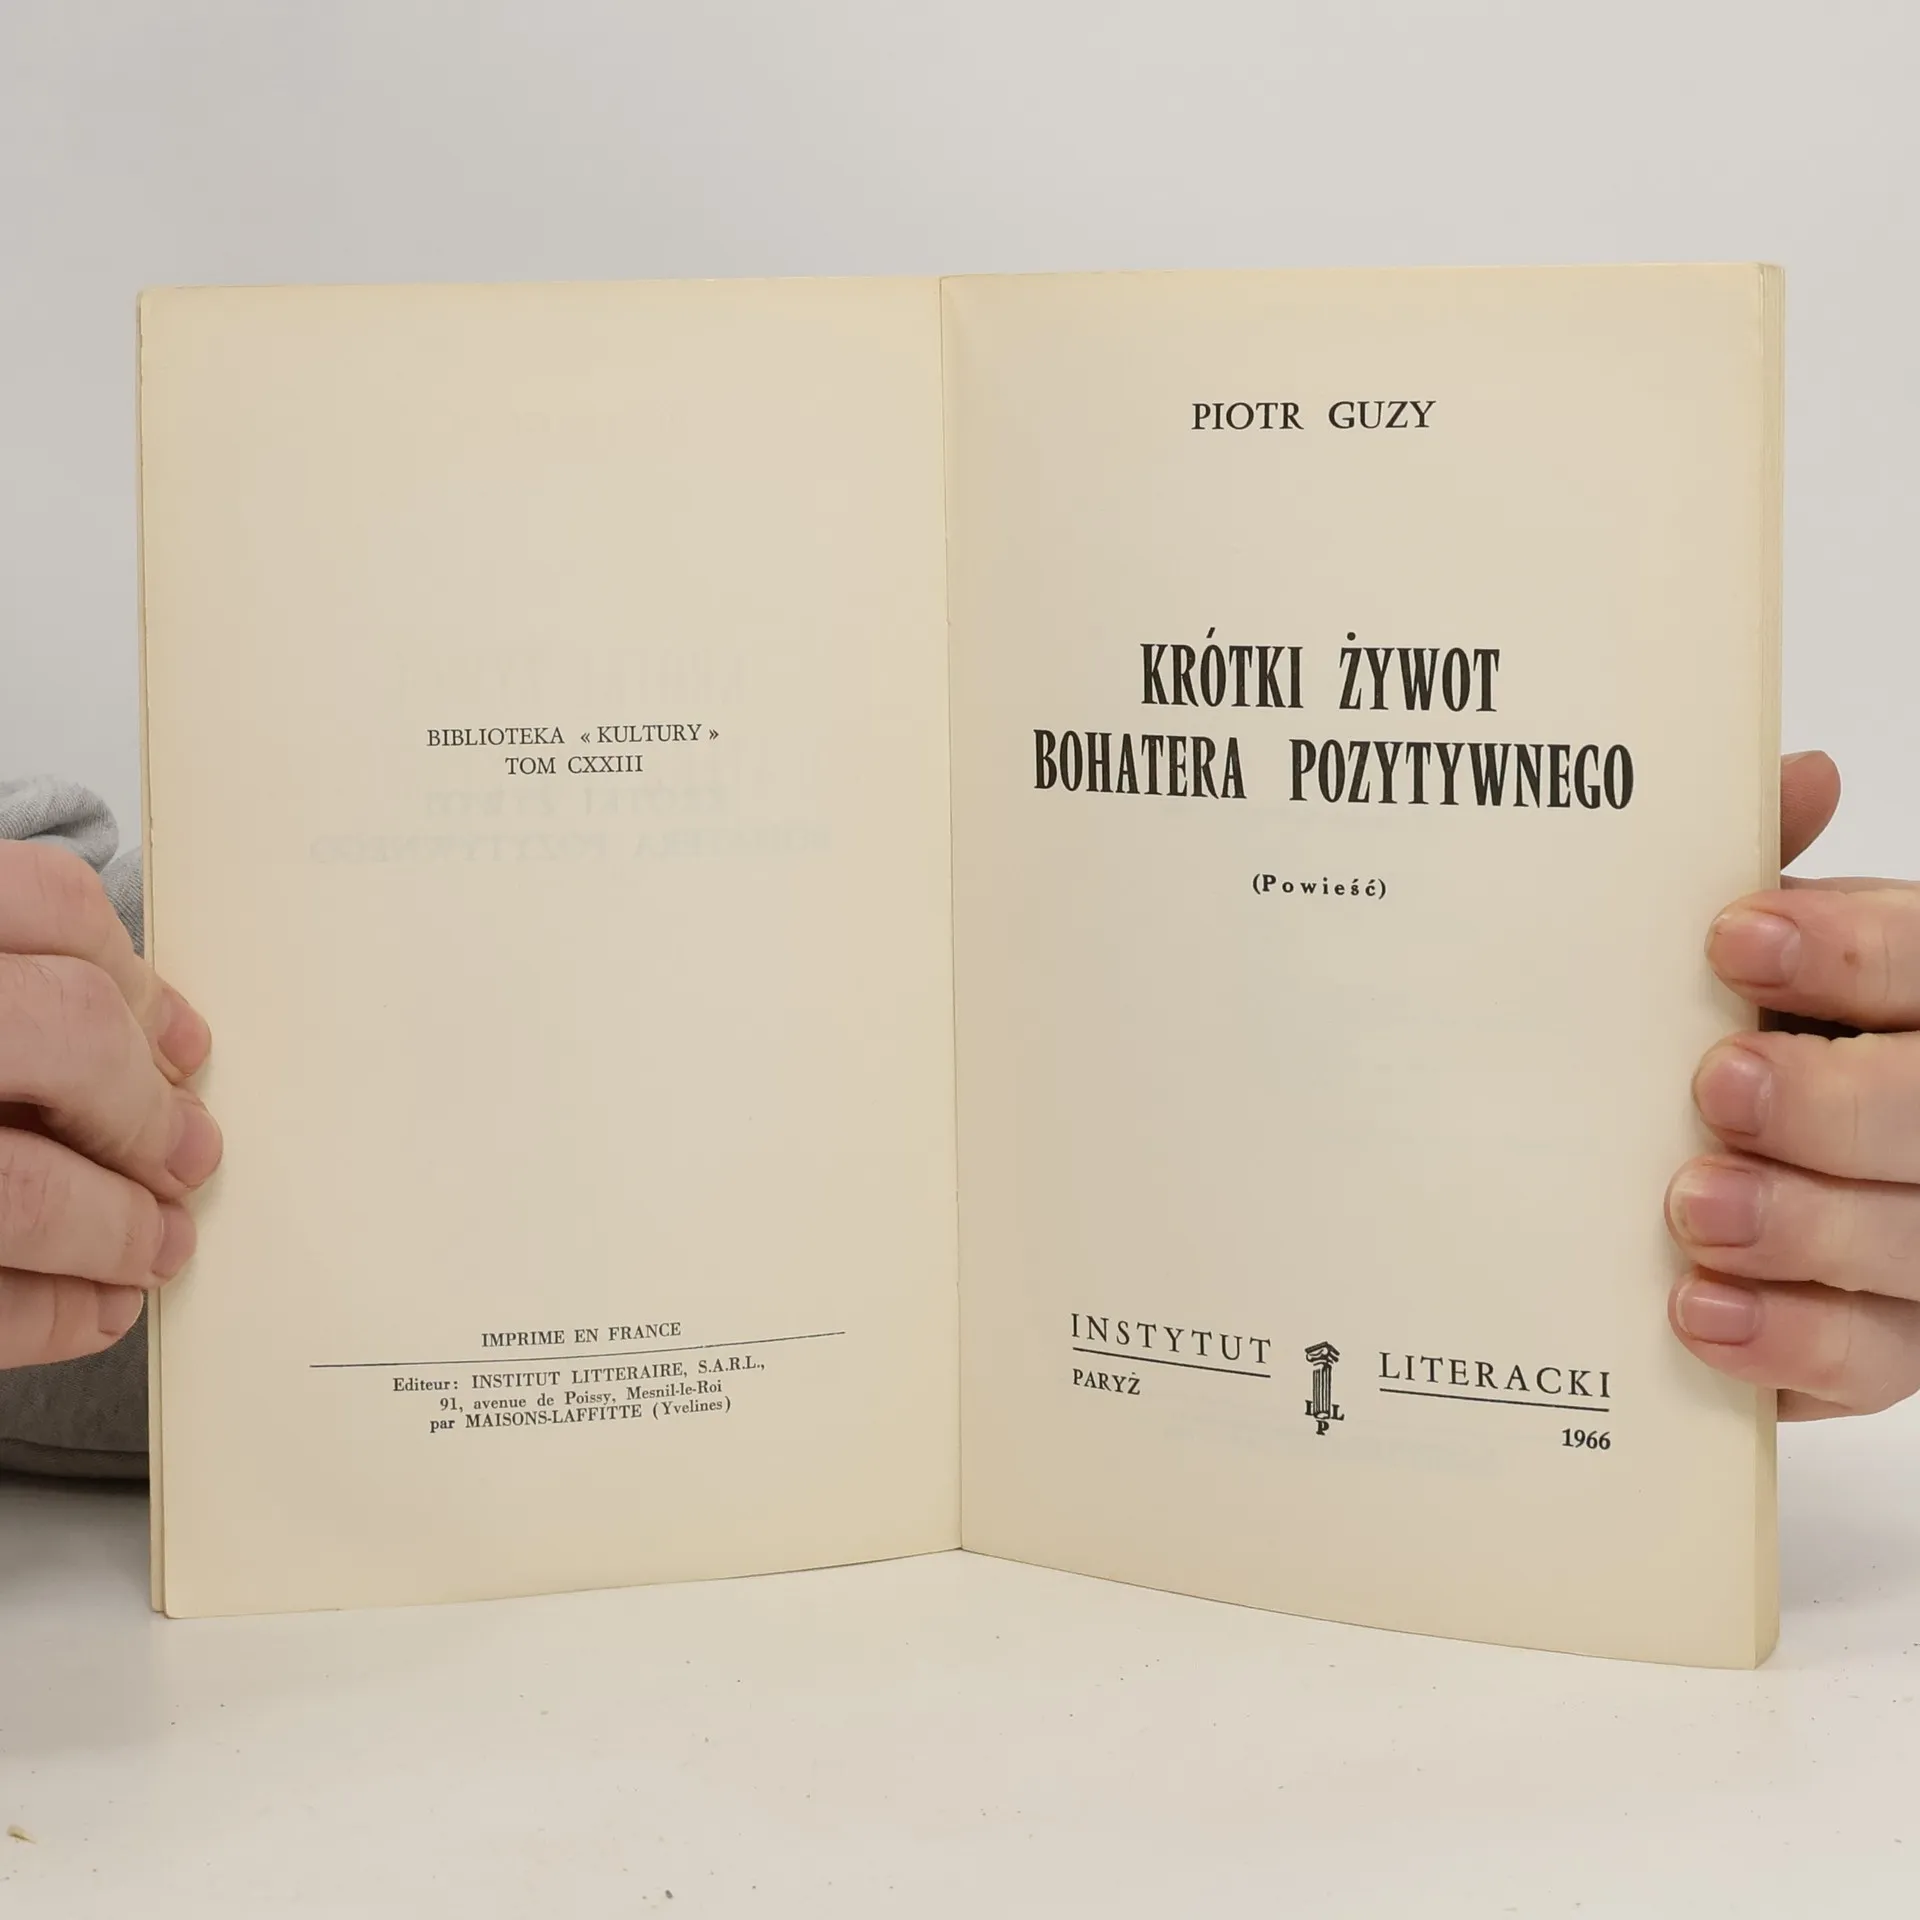 BIBLIOTEKA « KULTURY »
TOM CXXIII
IMPRIME EN FRANCE
Editeur: INSTITUT LITTERAIRE, S.A.R.L.,
91, avenue de Poissy, Mesnil-le-Roi
par MAISONS-LAFFITTE (Yvelines)
PIOTR GUZY
KRÓTKI ŻYWOT
BOHATERA POZYTYWNEGO
(Powieść)
INSTYTUT LITERACKI
PARYŻ
I L
P
1966